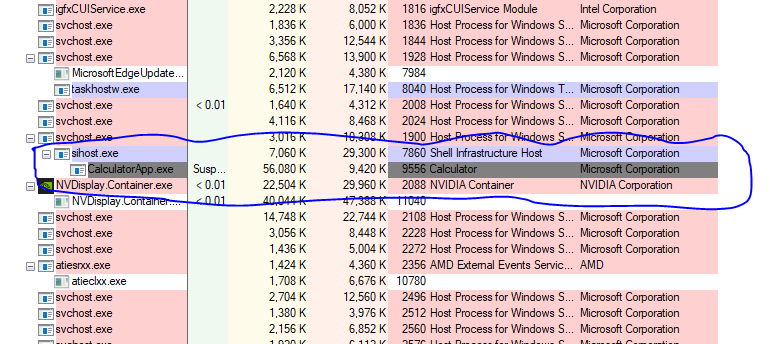 igfxCUIService.exe 2,228 K 8,052 K 1816 igfxCUIService Module Intel Corporation
svchost.exe 1,836 K 6,000 K 1836 Host Process for Windows S... Microsoft Corporation
svchost.exe 3,356 K 12,544 K 1844 Host Process for Windows S... Microsoft Corporation
svchost.exe 6,568 K 13,900 K 1928 Host Process for Windows S... Microsoft Corporation
MicrosoftEdgeUpdate... 2,120 K 4,380 K 7984
taskhostw.exe 6,512 K 17,140 K 8040 Host Process for Windows T... Microsoft Corporation
svchost.exe < 0.01 1,640 K 4,312 K 2008 Host Process for Windows S... Microsoft Corporation
svchost.exe 4,116 K 8,468 K 2024 Host Process for Windows S... Microsoft Corporation
svchost.exe 3,016 K 10,308 K 1900 Host Process for Windows S... Microsoft Corporation
sihost.exe 7,060 K 29,300 K 7860 Shell Infrastructure Host Microsoft Corporation
CalculatorApp.exe Susp... 56,080 K 9,420 K 9556 Calculator Microsoft Corporation
NVDisplay.Container.exe < 0.01 22,504 K 29,960 K 2088 NVIDIA Container NVIDIA Corporation
NVDisplay.Container.... < 0.01 40,044 K 47,388 K 11040
svchost.exe 14,748 K 22,744 K 2108 Host Process for Windows S... Microsoft Corporation
svchost.exe 3,056 K 8,448 K 2228 Host Process for Windows S... Microsoft Corporation
svchost.exe 1,436 K 5,004 K 2272 Host Process for Windows S... Microsoft Corporation
atiesrxx.exe 1,424 K 4,360 K 2356 AMD External Events Servic... AMD
atieclxx.exe 1,708 K 6,676 K 10780
svchost.exe 2,704 K 12,560 K 2496 Host Process for Windows S... Microsoft Corporation
svchost.exe 1,380 K 3,976 K 2512 Host Process for Windows S... Microsoft Corporation
svchost.exe 2,156 K 6,852 K 2560 Host Process for Windows S... Microsoft Corporation